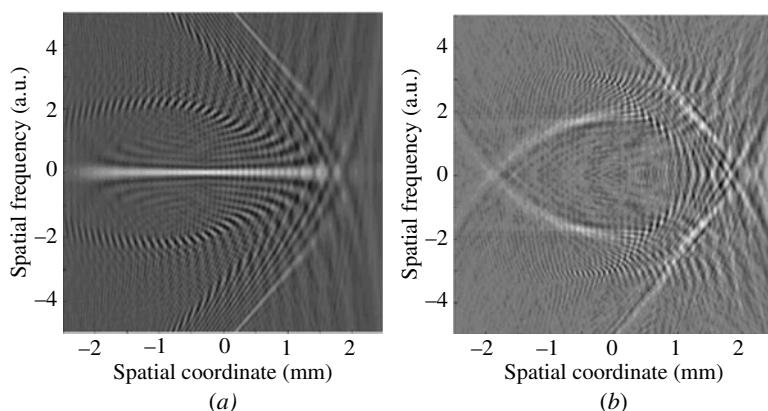 4
2
0
−2
−4
Spatial frequency (a.u.)
−2 −1 0 1 2
Spatial coordinate (mm)
(a)
4
2
0
−2
−4
Spatial frequency (a.u.)
−2 −1 0 1 2
Spatial coordinate (mm)
(b)